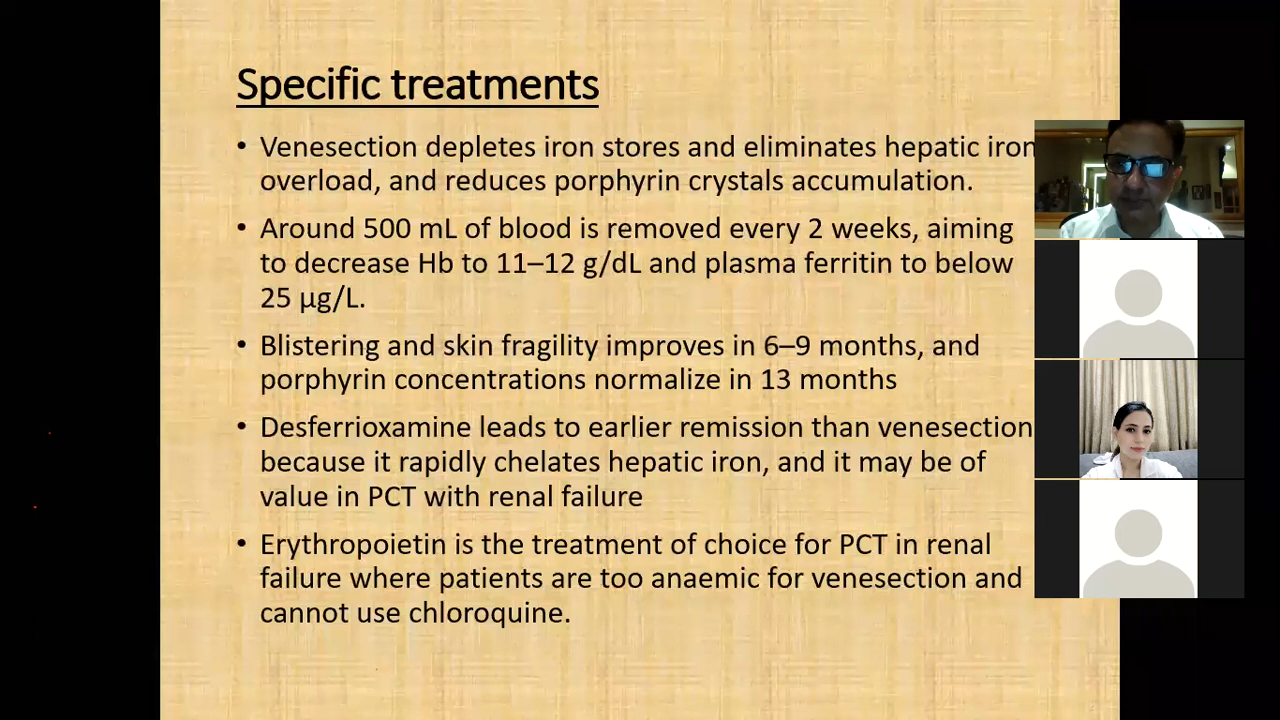 Specific treatments
• Venesection depletes iron stores and eliminates hepatic iron
overload, and reduces porphyrin crystals accumulation.
• Around 500 mL of blood is removed every 2 weeks, aiming
to decrease Hb to 11–12 g/dL and plasma ferritin to below
25 µg/L.
• Blistering and skin fragility improves in 6–9 months, and
porphyrin concentrations normalize in 13 months
• Desferrioxamine leads to earlier remission than venesection
because it rapidly chelates hepatic iron, and it may be of
value in PCT with renal failure
• Erythropoietin is the treatment of choice for PCT in renal
failure where patients are too anaemic for venesection and
cannot use chloroquine.